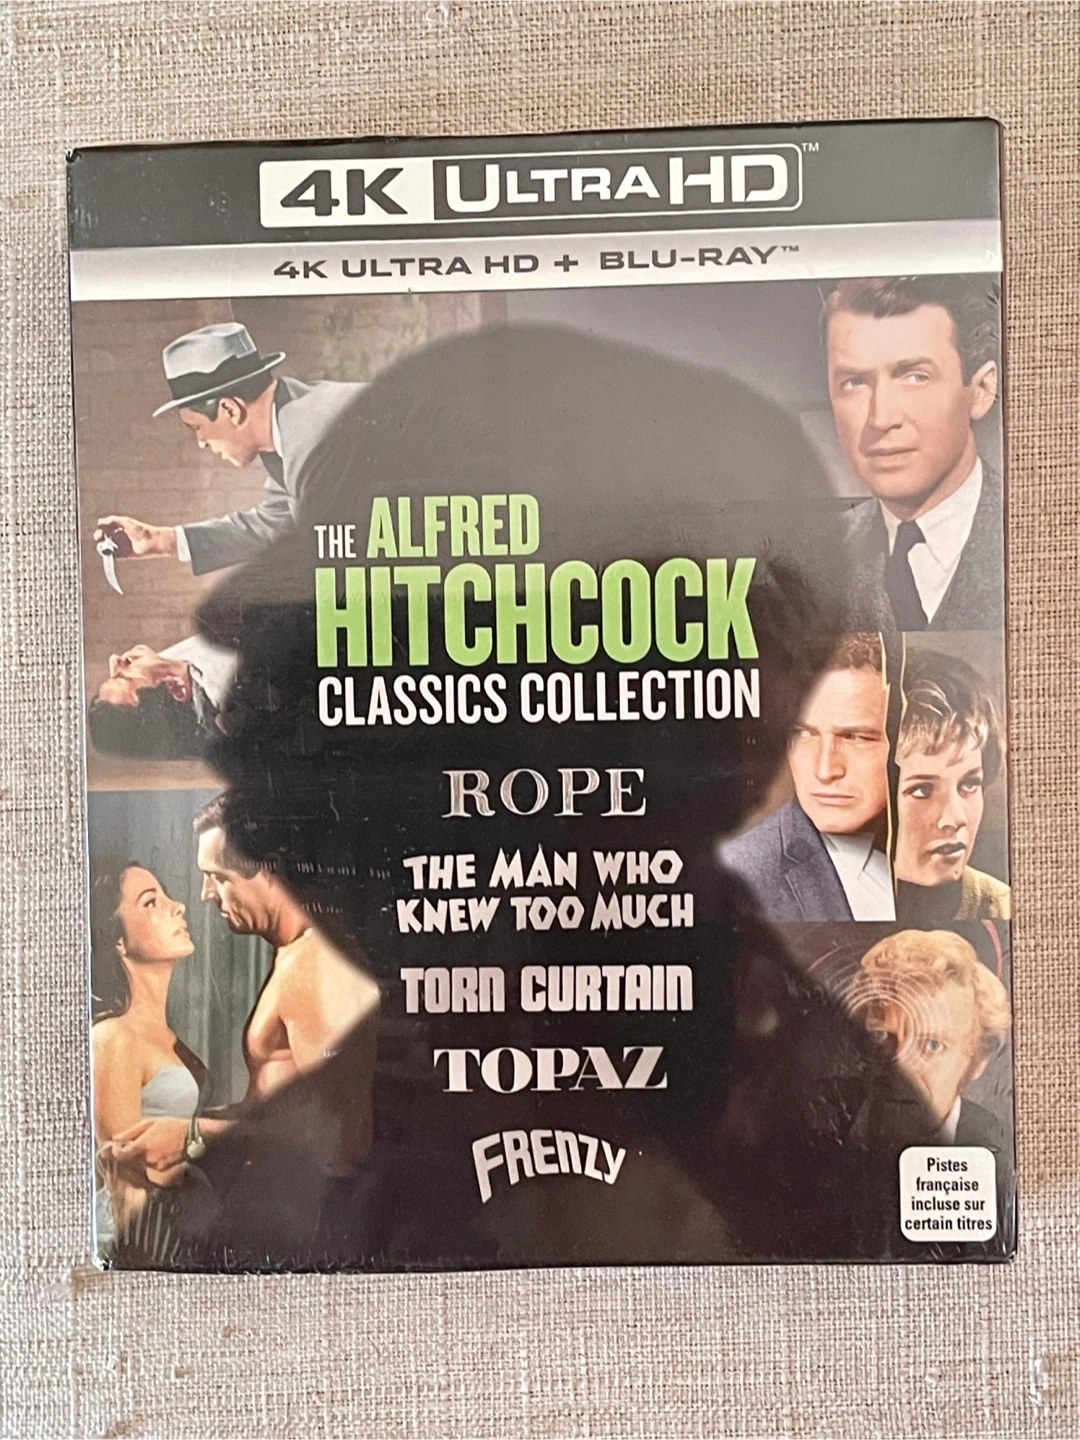 4K ULTRA HD™
4K ULTRA HD + BLU-RAY™
THE ALFRED
HITCHCOCK
CLASSICS COLLECTION
ROPE
THE MAN WHO
KNEW TOO MUCH
TORN CURTAIN
TOPAZ
FRENZY
Pistes
française
incluse sur
certain titres